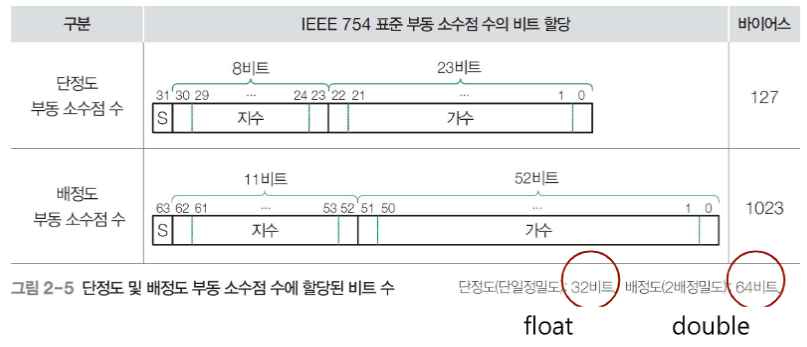 구분 IEEE 754 표준 부동 소수점 수의 비트 할당 바이어스
8비트 23비트
단정도
부동 소수점 수
31 30 29 ··· 24 23 22 21 ··· 1 0
S 지수 가수
127
11비트 52비트
배정도
부동 소수점 수
63 62 61 ··· 53 52 51 50 ··· 1 0
S 지수 가수
1023
그림 2-5 단정도 및 배정도 부동 소수점 수에 할당된 비트 수 단정도(단일정밀도): 32비트, 배정도(2배정밀도): 64비트,
float double